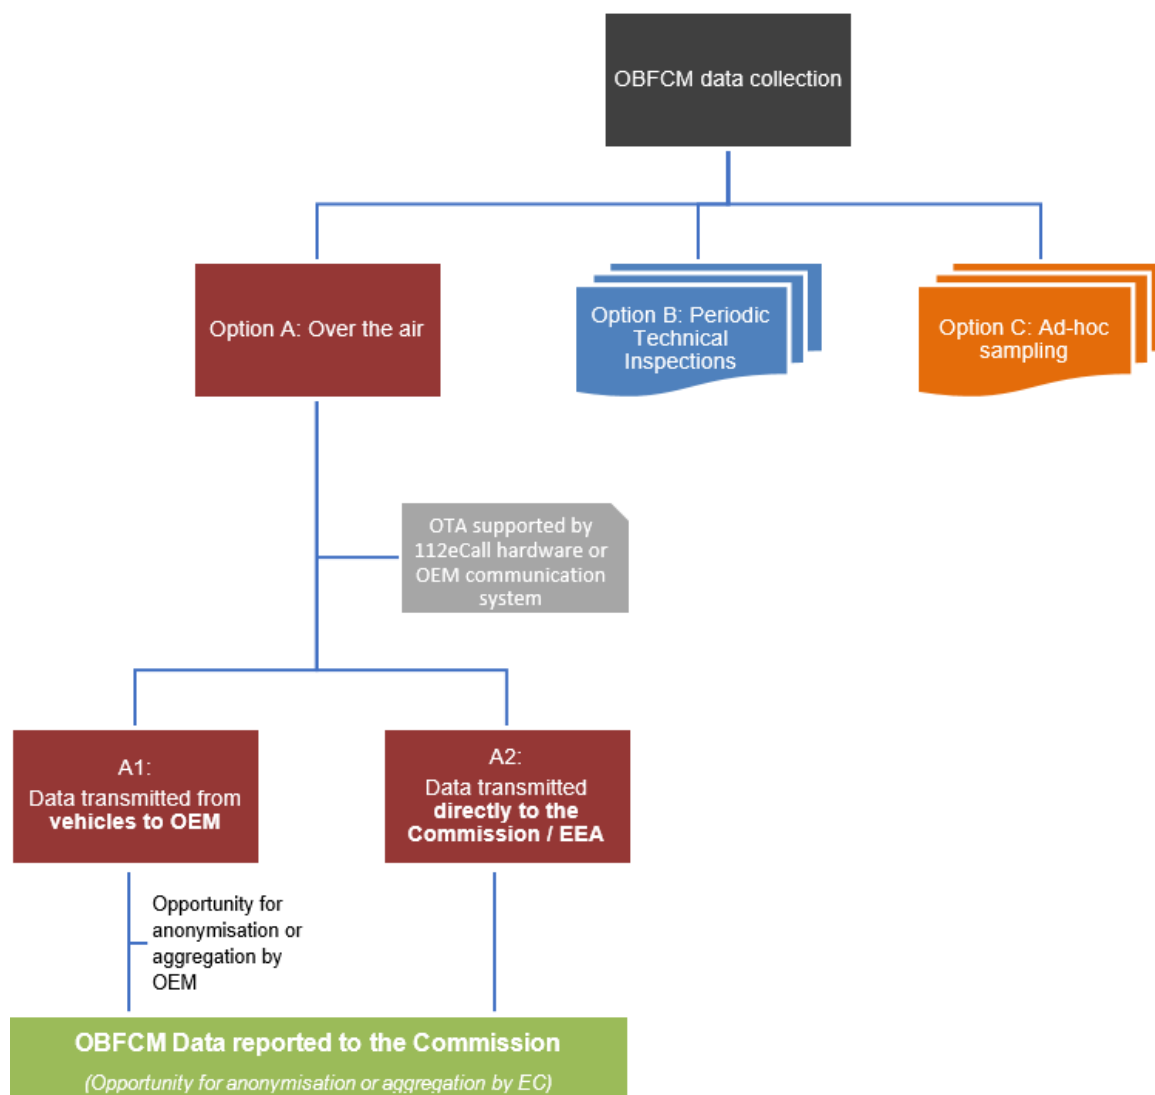 OBFCM data collection
Option A: Over the air
Option B: Periodic
Technical
Inspections
Option C: Ad-hoc
sampling
OTA supported by
112eCall hardware or
OEM communication
system
A1:
Data transmitted from
vehicles to OEM
A2:
Data transmitted
directly to the
Commission / EEA
Opportunity for
anonymisation or
aggregation by
OEM
OBFCM Data reported to the Commission
(Opportunity for anonymisation or aggregation by EC)